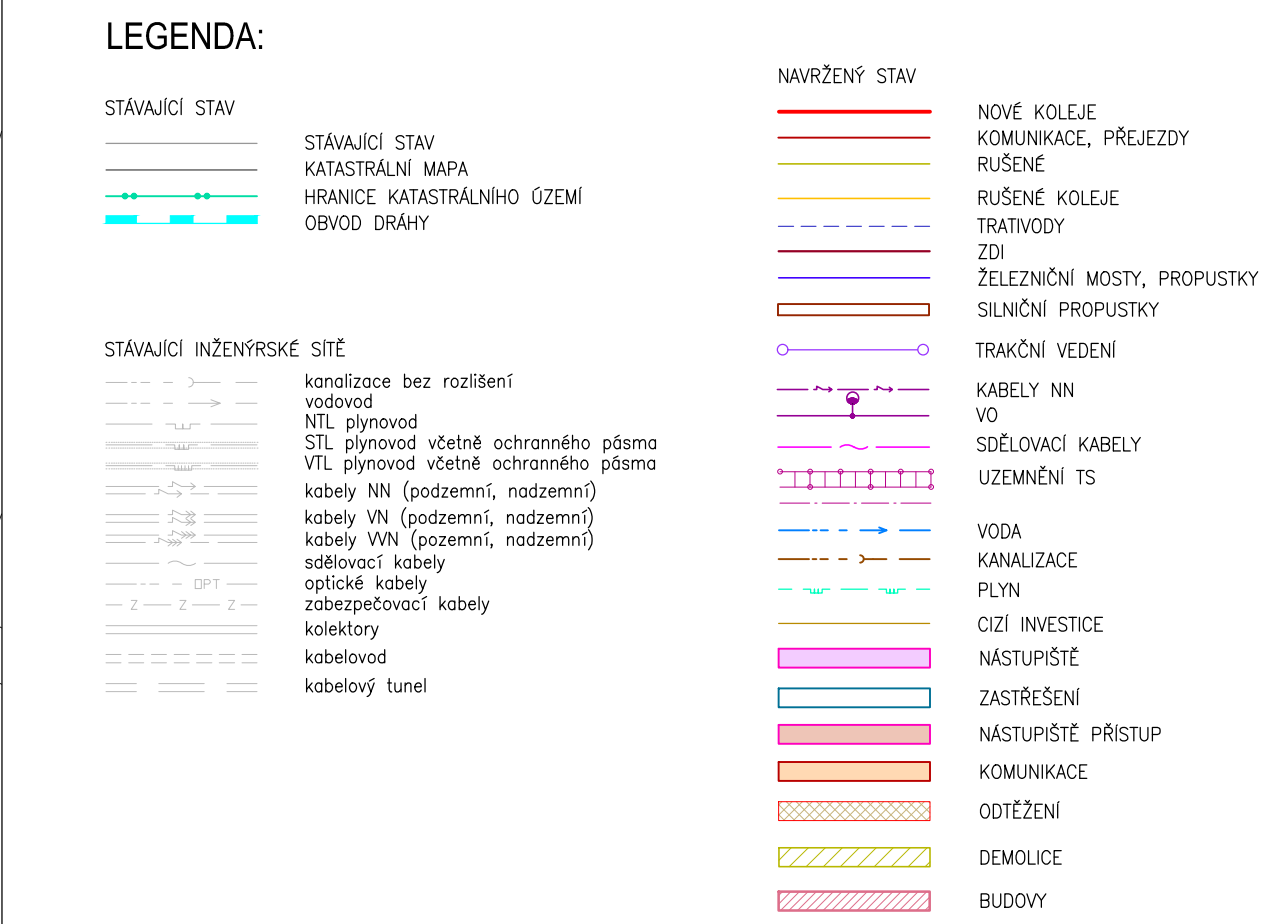 LEGENDA:
STÁVAJÍCÍ STAV
STÁVAJÍCÍ STAV
KATASTRÁLNÍ MAPA
HRANICE KATASTRÁLNÍHO ÚZEMÍ
OBVOD DRÁHY
STÁVAJÍCÍ INŽENÝRSKÉ SÍTĚ
kanalizace bez rozlišení
vodovod
NTL plynovod
STL plynovod včetně ochranného pásma
VTL plynovod včetně ochranného pásma
kabely NN (podzemní, nadzemní)
kabely VN (podzemní, nadzemní)
kabely VVN (pozemní, nadzemní)
sdělovací kabely
OPT optické kabely
Z Z Z zabezpečovací kabely
kolektory
kabelovod
kabelový tunel
NAVRŽENÝ STAV
NOVÉ KOLEJE
KOMUNIKACE, PŘEJEZDY
RUŠENÉ
RUŠENÉ KOLEJE
TRATIVODY
ZDI
ŽELEZNIČNÍ MOSTY, PROPUSTKY
SILNIČNÍ PROPUSTKY
TRAKČNÍ VEDENÍ
KABELY NN
VO
SDĚLOVACÍ KABELY
UZEMNĚNÍ TS
VODA
KANALIZACE
PLYN
CIZÍ INVESTICE
NÁSTUPIŠTĚ
ZASTŘEŠENÍ
NÁSTUPIŠTĚ PŘÍSTUP
KOMUNIKACE
ODTĚŽENÍ
DEMOLICE
BUDOVY